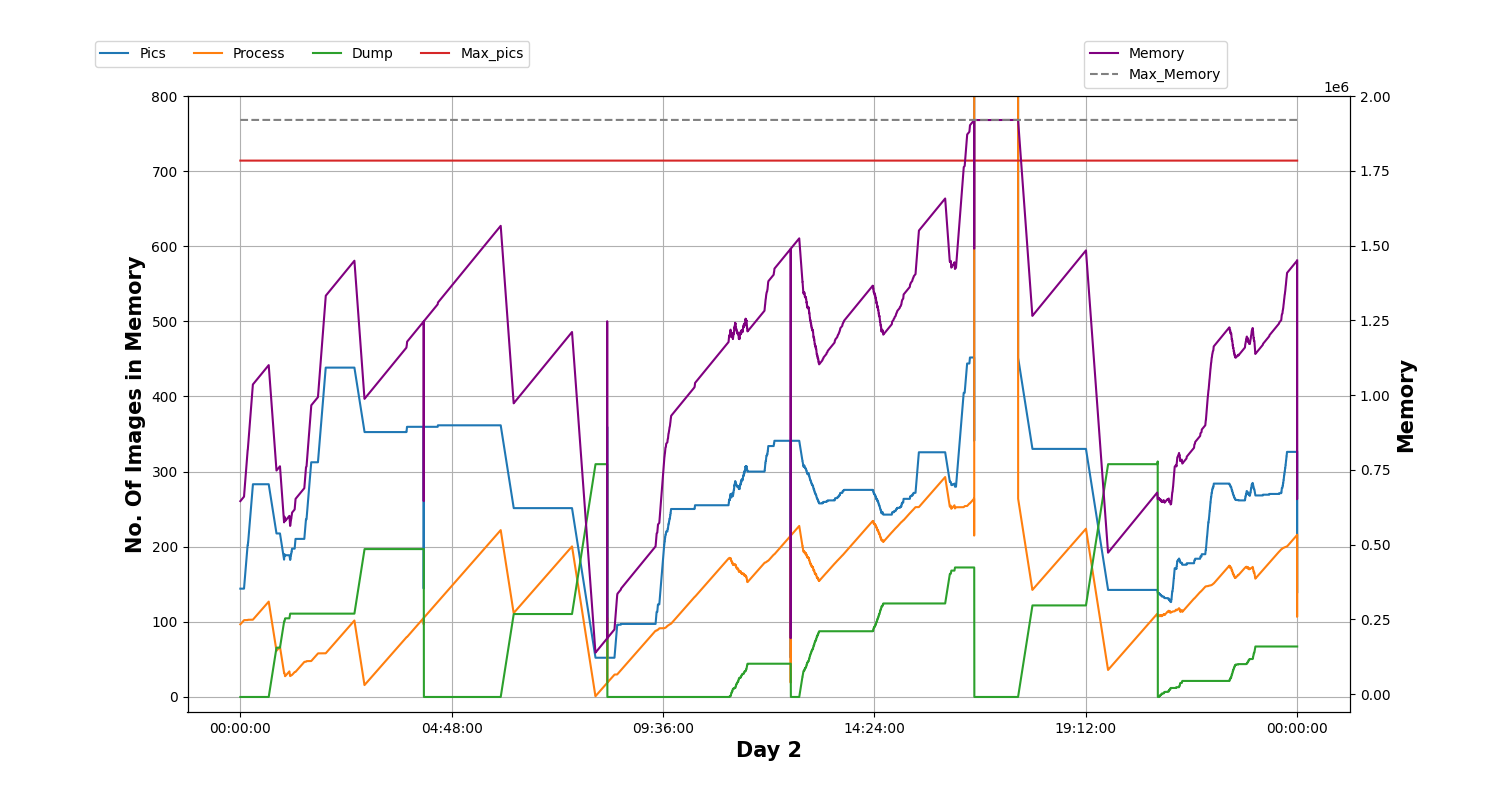 Pics Process Dump Max_pics
Memory
Max_Memory
1e6
800
700
600
500
400
300
200
100
0
No. Of Images in Memory
2.00
1.75
1.50
1.25
1.00
0.75
0.50
0.25
0.00
Memory
00:00:00 04:48:00 09:36:00 14:24:00 19:12:00 00:00:00
Day 2